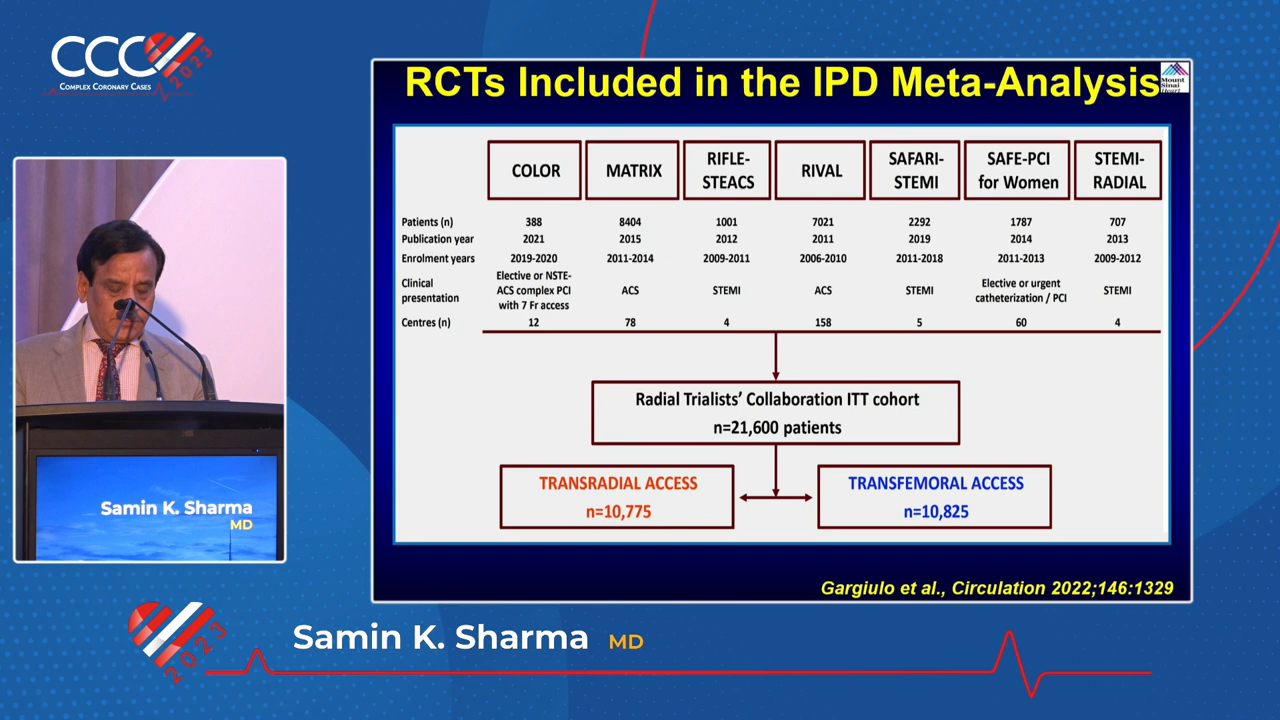 CCC 2023
COMPLEX CORONARY CASES
RCTs Included in the IPD Meta-Analysis
Mount
Sinai
Heart
COLOR MATRIX RIFLE-STEACS RIVAL SAFARI-STEMI SAFE-PCI for Women STEMI-RADIAL
Patients (n) 388 8404 1001 7021 2292 1787 707
Publication year 2021 2015 2012 2011 2019 2014 2013
Enrolment years 2019-2020 2011-2014 2009-2011 2006-2010 2011-2018 2011-2013 2009-2012
Clinical presentation Elective or NSTE-ACS complex PCI with 7 Fr access ACS STEMI ACS STEMI Elective or urgent catheterization / PCI STEMI
Centres (n) 12 78 4 158 5 60 4
Radial Trialists' Collaboration ITT cohort
n=21,600 patients
TRANSRADIAL ACCESS
n=10,775
TRANSFEMORAL ACCESS
n=10,825
Gargiulo et al., Circulation 2022;146:1329
Samin K. Sharma
MD
2023
Samin K. Sharma MD